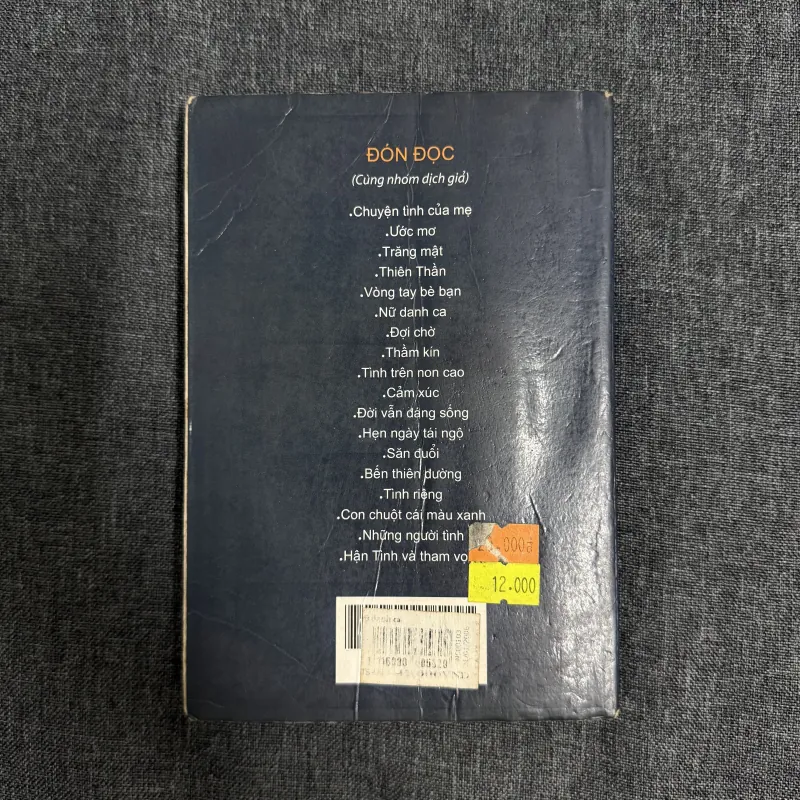 ĐÓN ĐỌC
(Cùng nhóm dịch giả)
.Chuyện tình của mẹ
.Ước mơ
.Trăng mật
.Thiên Thần
.Vòng tay bè bạn
.Nữ danh ca
.Đợi chờ
.Thầm kín
.Tình trên non cao
.Cảm xúc
.Đời vẫn đáng sống
.Hẹn ngày tái ngộ
.Săn đuổi
.Bến thiên đường
.Tình riêng
.Con chuột cái màu xanh
.Những người tình
.Hận Tình và tham vọ
.000đ
12.000